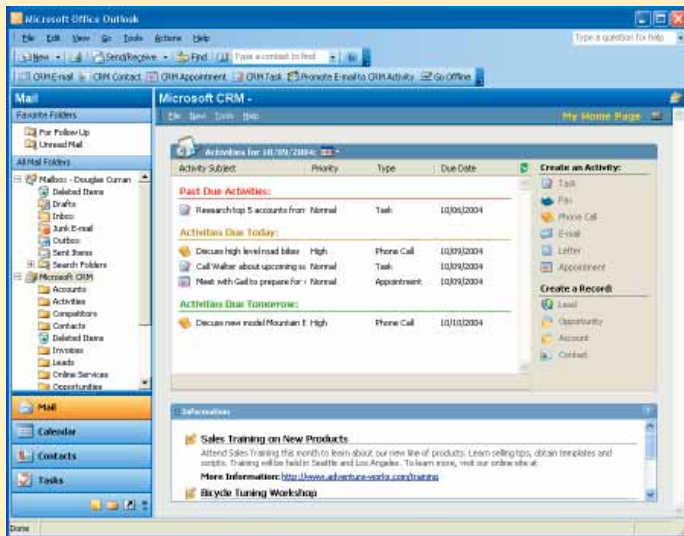 Microsoft Office Outlook
File Edit View Go Tools Actions Help
Type a question for help
New Send/Receive Find Type a contact to find
CRM E-mail CRM Contact CRM Appointment CRM Task Promote E-mail to CRM Activity Go Offline
Mail
Favorite Folders
For Follow Up
Unread Mail
All Mail Folders
Mailbox - Douglas Curran
Deleted Items
Drafts
Inbox
Junk E-mail
Outbox
Sent Items
Search Folders
Microsoft CRM
Accounts
Activities
Competitors
Contacts
Deleted Items
Invoices
Leads
Online Services
Opportunities
Mail
Calendar
Contacts
Tasks
Done
Microsoft CRM -
File New Tools Help
My Home Page
Activities for 10/09/2004:
Activity Subject Priority Type Due Date
Past Due Activities:
Research top 5 accounts from Normal Task 10/06/2004
Activities Due Today:
Discuss high level road bikes High Phone Call 10/09/2004
Call Walter about upcoming Normal Task 10/09/2004
Meet with Gail to prepare for Normal Appointment 10/09/2004
Activities Due Tomorrow:
Discuss new model Mountain B High Phone Call 10/10/2004
Create an Activity:
Task
Fax
Phone Call
E-mail
Letter
Appointment
Create a Record:
Lead
Opportunity
Account
Contact
Information
Sales Training on New Products
Attend Sales Training this month to learn about our new line of products. Learn selling tips, obtain templates and
scripts. Training will be held in Seattle and Los Angeles. To learn more, visit our online site at
More Information: http://www.adventure-works.com/training
Bicycle Tuning Workshop